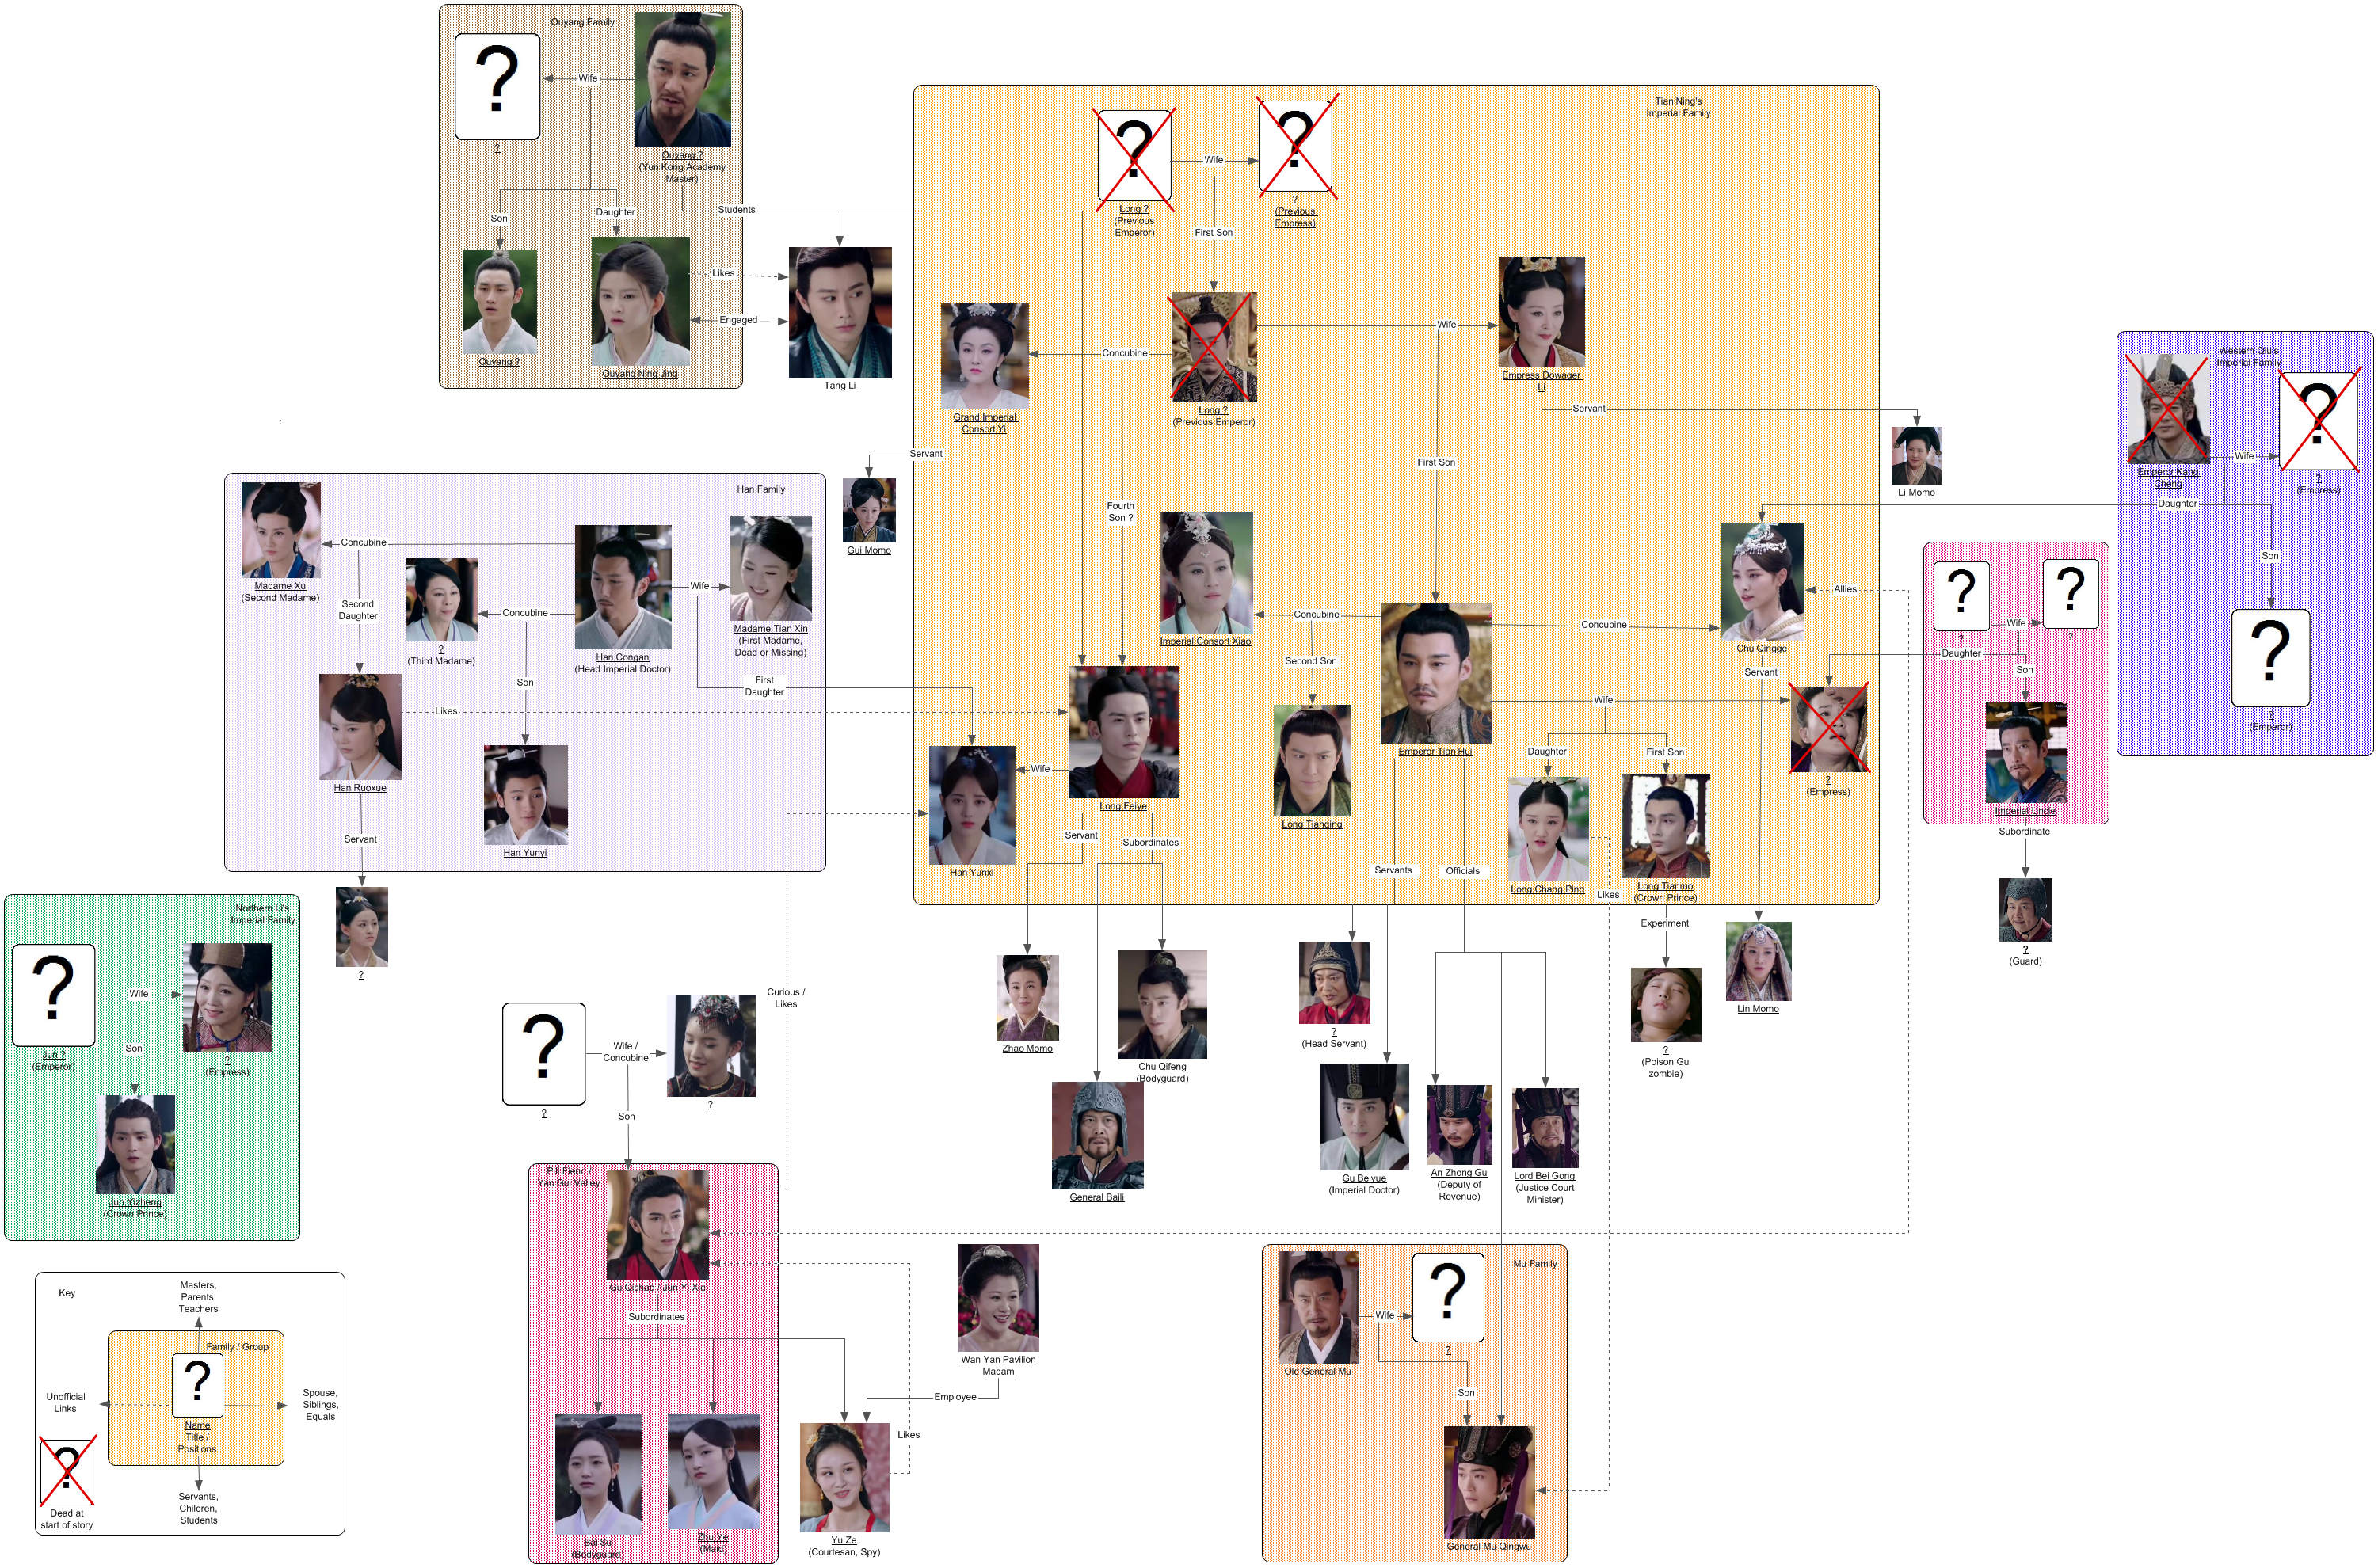 Ouyang Family
?
Wife
?
Ouyang ?
(Yun Kong Academy
Master)
Son
Daughter
Students
Ouyang ?
Ouyang Ning Jing
Likes
Engaged
Tang Li
Tian Ning's
Imperial Family
?
Wife
?
Long ?
(Previous
Emperor)
?
(Previous
Empress)
First Son
Grand Imperial
Consort Yi
Concubine
Long ?
(Previous Emperor)
Wife
Empress Dowager
Li
Servant
Li Momo
Servant
Gui Momo
Fourth
Son ?
First Son
Imperial Consort Xiao
Concubine
Concubine
Chu Qingge
Second Son
Emperor Tian Hui
Wife
?
(Empress)
Long Tianqing
Daughter
First Son
Long Chang Ping
Long Tianmo
(Crown Prince)
Long Feiye
Wife
Han Yunxi
Servant
Subordinates
Servants
Officials
Servant
Likes
Allies
Experiment
Zhao Momo
Chu Qifeng
(Bodyguard)
General Baili
?
(Head Servant)
Gu Beiyue
(Imperial Doctor)
An Zhong Gu
(Deputy of
Revenue)
Lord Bei Gong
(Justice Court
Minister)
?
(Poison Gu
zombie)
Lin Momo
Western Qiu's
Imperial Family
Emperor Kang
Cheng
Wife
?
?
(Empress)
Daughter
Son
?
?
(Emperor)
?
?
Wife
?
?
Daughter
Son
Imperial Uncle
Subordinate
?
(Guard)
Han Family
Madame Xu
(Second Madame)
Concubine
Second
Daughter
?
(Third Madame)
Concubine
Son
Han Congan
(Head Imperial Doctor)
Wife
Madame Tian Xin
(First Madame,
Dead or Missing)
First
Daughter
Han Ruoxue
Likes
Han Yunyi
Servant
?
Northern Li's
Imperial Family
?
Wife
Jun ?
(Emperor)
?
(Empress)
Son
Jun Yizheng
(Crown Prince)
?
?
Wife /
Concubine
?
Son
Curious /
Likes
Pill Fiend /
Yao Gui Valley
Gu Qishao / Jun Yi Xie
Subordinates
Bai Su
(Bodyguard)
Zhu Ye
(Maid)
Wan Yan Pavilion
Madam
Employee
Likes
Yu Ze
(Courtesan, Spy)
Mu Family
Old General Mu
Wife
?
?
Son
General Mu Qingwu
Key
Masters,
Parents,
Teachers
Family / Group
?
Name
Title /
Positions
Unofficial
Links
Spouse,
Siblings,
Equals
?
Dead at
start of story
Servants,
Children,
Students